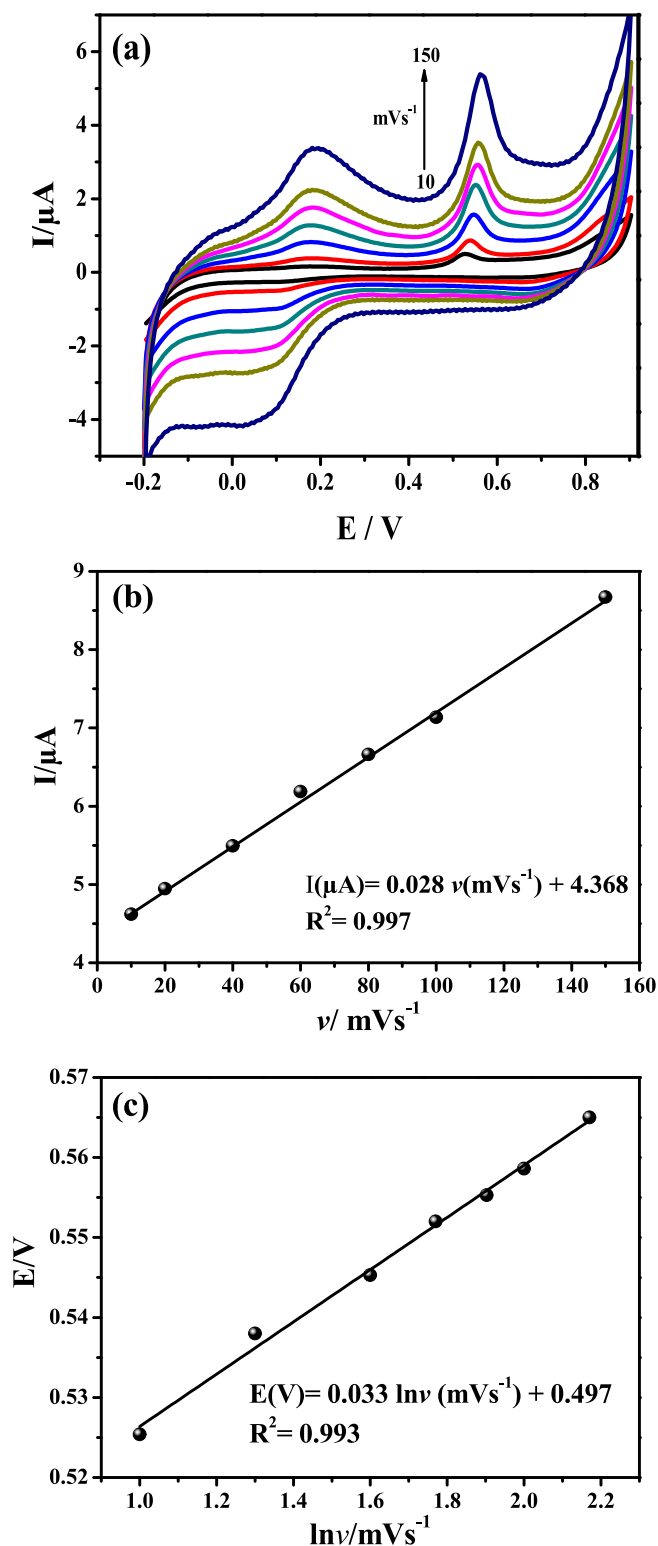 (a)
150
mVs⁻¹
10
6
4
2
0
-2
-4
I/μA
-0.2 0.0 0.2 0.4 0.6 0.8
E / V
(b)
9
8
7
6
5
4
I/μA
I(μA)= 0.028 ν(mVs⁻¹) + 4.368
R²= 0.997
0 20 40 60 80 100 120 140 160
ν/ mVs⁻¹
(c)
0.57
0.56
0.55
0.54
0.53
0.52
E/V
E(V)= 0.033 lnν (mVs⁻¹) + 0.497
R²= 0.993
1.0 1.2 1.4 1.6 1.8 2.0 2.2
lnν/mVs⁻¹